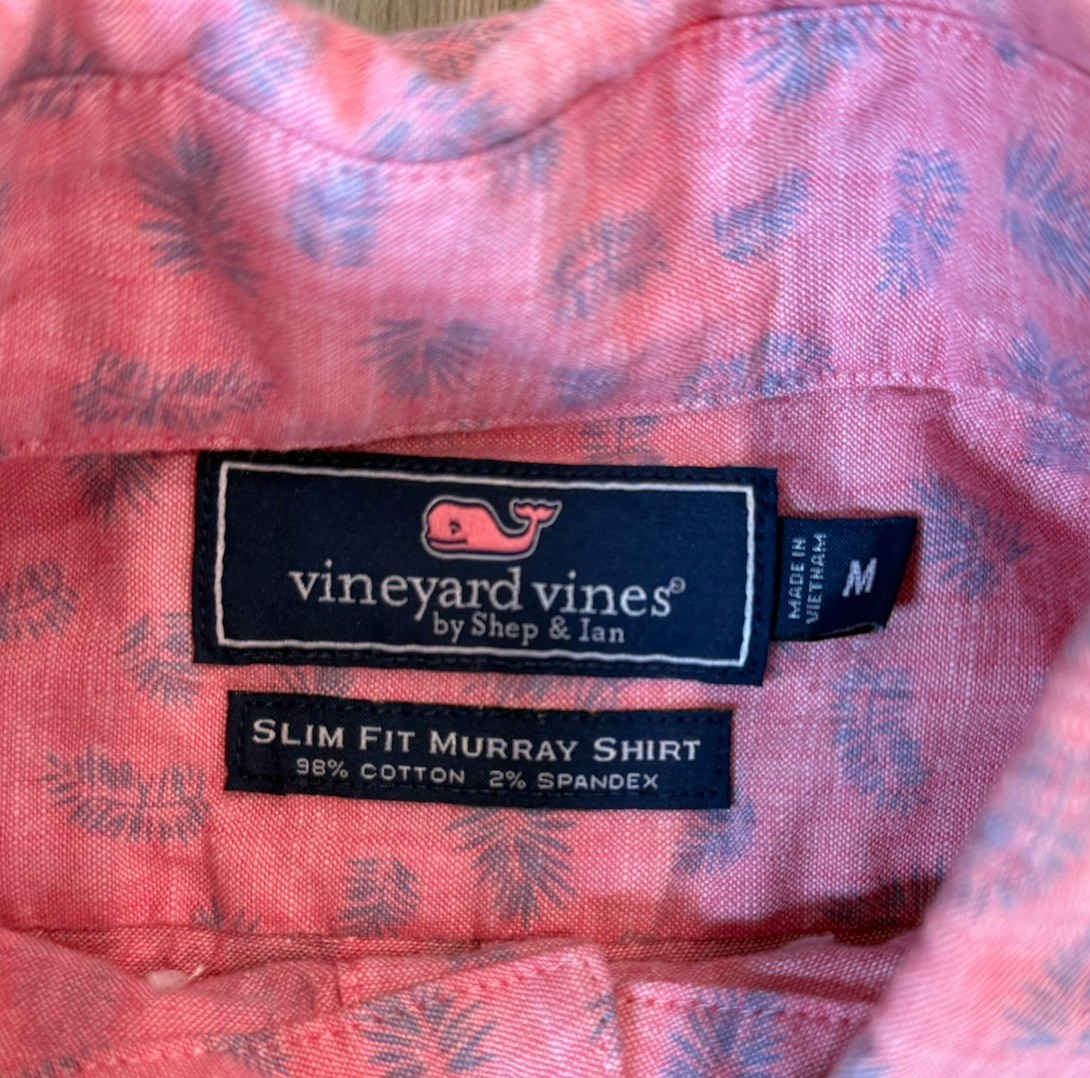 vineyard vines®
by Shep & Ian
MADE IN
VIETNAM
M
SLIM FIT MURRAY SHIRT
98% COTTON 2% SPANDEX